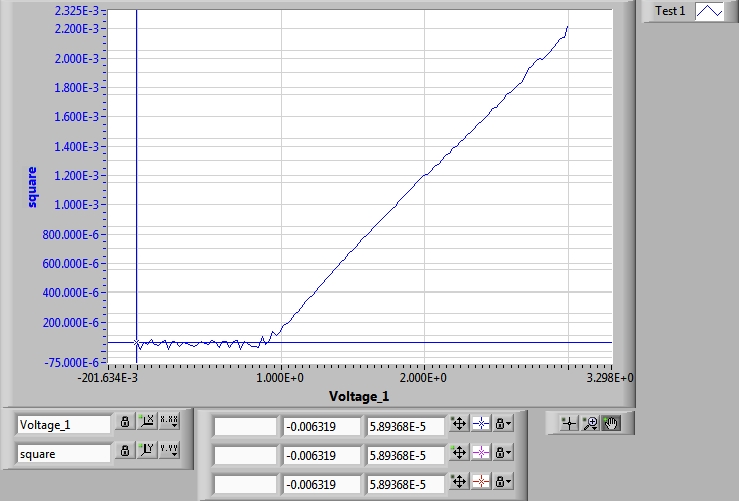 2.325E-3
Test 1
2.200E-3
2.000E-3
1.800E-3
1.600E-3
1.400E-3
square
1.200E-3
1.000E-3
800.000E-6
600.000E-6
400.000E-6
200.000E-6
-75.000E-6
-201.634E-3 1.000E+0 2.000E+0 3.298E+0
Voltage_1
Voltage_1 X.XX
-0.006319 5.89368E-5
square Y.YY
-0.006319 5.89368E-5
-0.006319 5.89368E-5